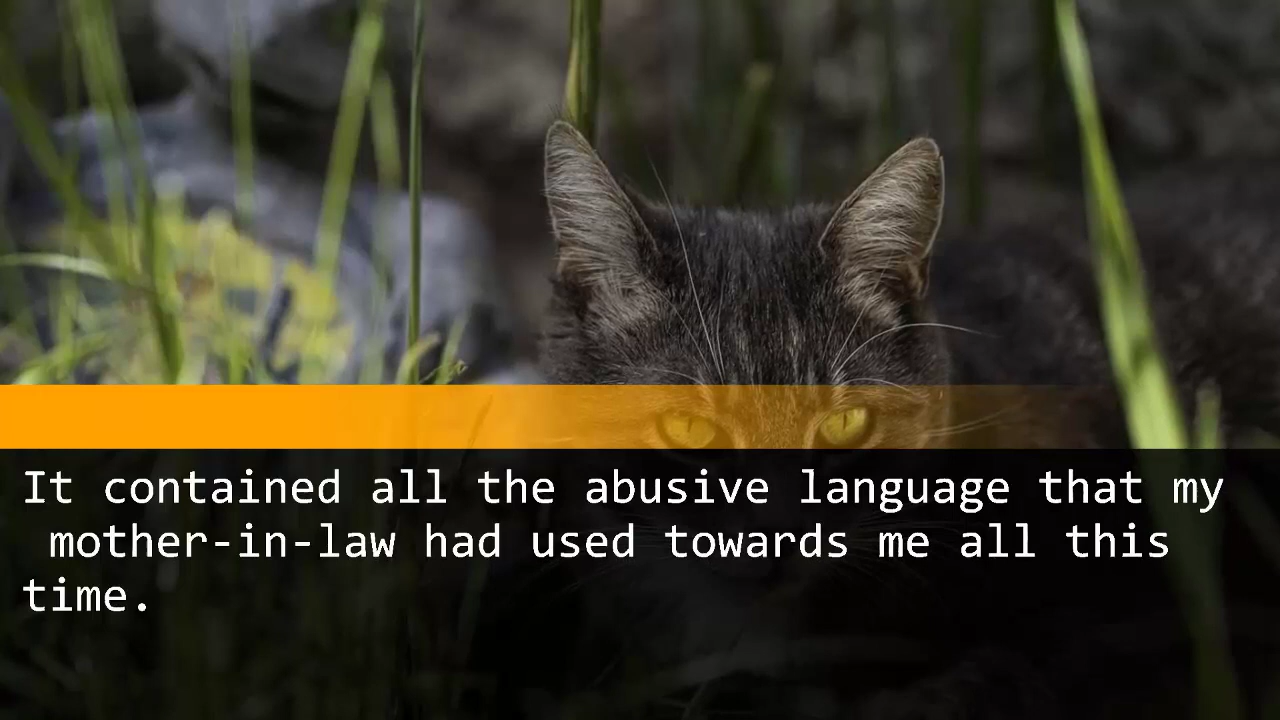 It contained all the abusive language that my
mother-in-law had used towards me all this
time.